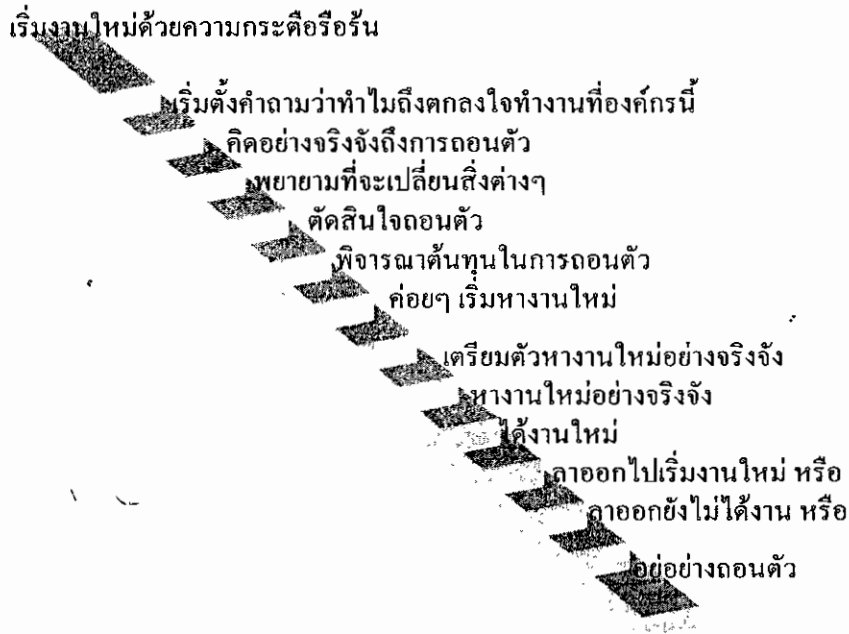 เริ่มงานใหม่ด้วยความกระตือรือร้น
เริ่มตั้งคำถามว่าทำไมถึงตกลงใจทำงานที่องค์กรนี้
คิดอย่างจริงจังถึงการถอนตัว
พยายามที่จะเปลี่ยนสิ่งต่างๆ
ตัดสินใจถอนตัว
พิจารณาต้นทุนในการถอนตัว
ค่อยๆ เริ่มหางานใหม่
เตรียมตัวหางานใหม่อย่างจริงจัง
หางานใหม่อย่างจริงจัง
ได้งานใหม่
ลาออกไปเริ่มงานใหม่ หรือ
ลาออกยังไม่ได้งาน หรือ
อยู่อย่างถอนตัว